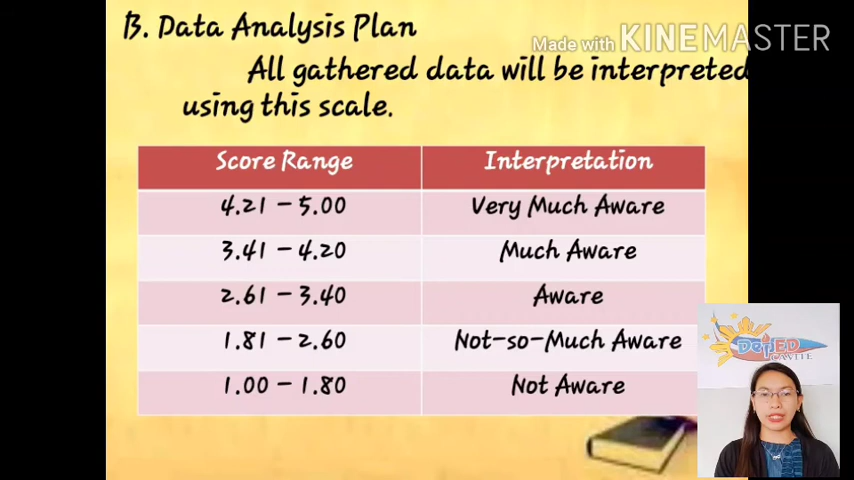 B. Data Analysis Plan
Made with KINEMASTER
All gathered data will be interpreted
using this scale.
Score Range Interpretation
4.21 – 5.00 Very Much Aware
3.41 – 4.20 Much Aware
2.61 – 3.40 Aware
1.81 – 2.60 Not-so-Much Aware
1.00 – 1.80 Not Aware
DepED
CAVITE